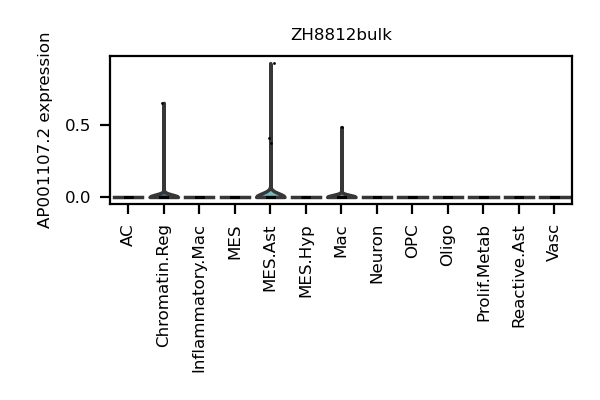 ZH8812bulk
AP001107.2 expression
0.5
0.0
AC
Chromatin.Reg
Inflammatory.Mac
MES
MES.Ast
MES.Hyp
Mac
Neuron
OPC
Oligo
Prolif.Metab
Reactive.Ast
Vasc